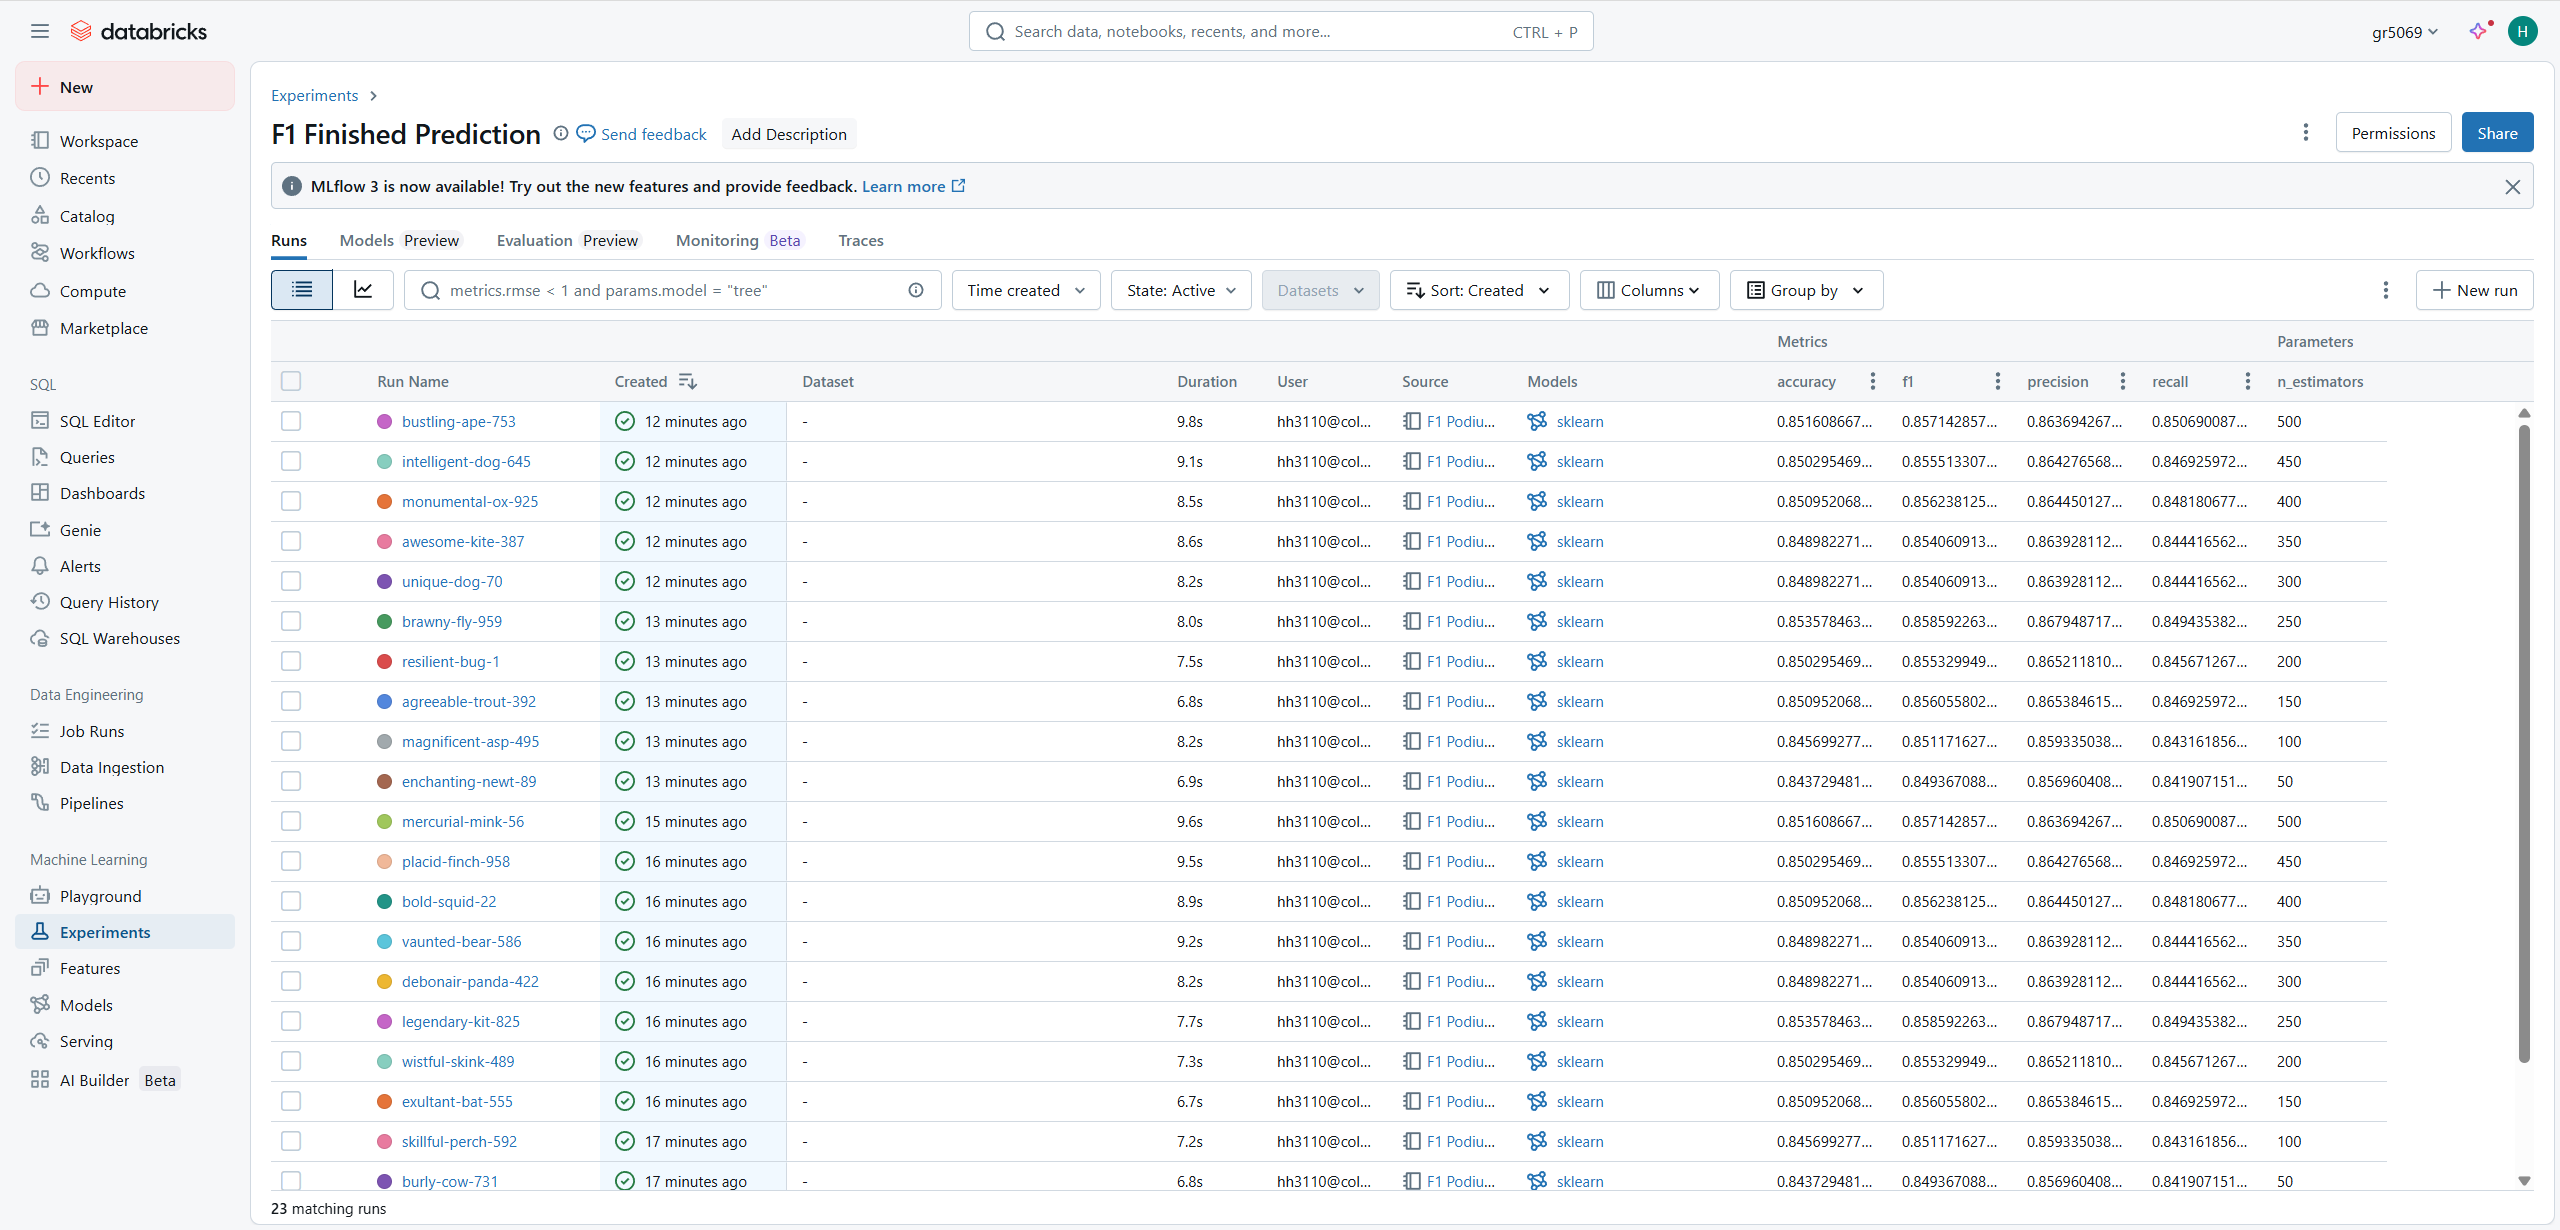 databricks
Search data, notebooks, recents, and more...
CTRL + P
gr5069
H
New
Workspace
Recents
Catalog
Workflows
Compute
Marketplace
SQL
SQL Editor
Queries
Dashboards
Genie
Alerts
Query History
SQL Warehouses
Data Engineering
Job Runs
Data Ingestion
Pipelines
Machine Learning
Playground
Experiments
Features
Models
Serving
AI Builder Beta
Experiments
F1 Finished Prediction Send feedback Add Description
Permissions Share
MLflow 3 is now available! Try out the new features and provide feedback. Learn more
Runs Models Preview Evaluation Preview Monitoring Beta Traces
metrics.rmse < 1 and params.model = "tree" Time created State: Active Datasets Sort: Created Columns Group by New run
Metrics Parameters
Run Name Created Dataset Duration User Source Models accuracy f1 precision recall n_estimators
bustling-ape-753 12 minutes ago - 9.8s hh3110@col... F1 Podiu... sklearn 0.851608667... 0.857142857... 0.863694267... 0.850690087... 500
intelligent-dog-645 12 minutes ago - 9.1s hh3110@col... F1 Podiu... sklearn 0.850295469... 0.855513307... 0.864276568... 0.846925972... 450
monumental-ox-925 12 minutes ago - 8.5s hh3110@col... F1 Podiu... sklearn 0.850952068... 0.856238125... 0.864450127... 0.848180677... 400
awesome-kite-387 12 minutes ago - 8.6s hh3110@col... F1 Podiu... sklearn 0.848982271... 0.854060913... 0.863928112... 0.844416562... 350
unique-dog-70 12 minutes ago - 8.2s hh3110@col... F1 Podiu... sklearn 0.848982271... 0.854060913... 0.863928112... 0.844416562... 300
brawny-fly-959 13 minutes ago - 8.0s hh3110@col... F1 Podiu... sklearn 0.853578463... 0.858592263... 0.867948717... 0.849435382... 250
resilient-bug-1 13 minutes ago - 7.5s hh3110@col... F1 Podiu... sklearn 0.850295469... 0.855329949... 0.865211810... 0.845671267... 200
agreeable-trout-392 13 minutes ago - 6.8s hh3110@col... F1 Podiu... sklearn 0.850952068... 0.856055802... 0.865384615... 0.846925972... 150
magnificent-asp-495 13 minutes ago - 8.2s hh3110@col... F1 Podiu... sklearn 0.845699277... 0.851171627... 0.859335038... 0.843161856... 100
enchanting-newt-89 13 minutes ago - 6.9s hh3110@col... F1 Podiu... sklearn 0.843729481... 0.849367088... 0.856960408... 0.841907151... 50
mercurial-mink-56 15 minutes ago - 9.6s hh3110@col... F1 Podiu... sklearn 0.851608667... 0.857142857... 0.863694267... 0.850690087... 500
placid-finch-958 16 minutes ago - 9.5s hh3110@col... F1 Podiu... sklearn 0.850295469... 0.855513307... 0.864276568... 0.846925972... 450
bold-squid-22 16 minutes ago - 8.9s hh3110@col... F1 Podiu... sklearn 0.850952068... 0.856238125... 0.864450127... 0.848180677... 400
vaunted-bear-586 16 minutes ago - 9.2s hh3110@col... F1 Podiu... sklearn 0.848982271... 0.854060913... 0.863928112... 0.844416562... 350
debonair-panda-422 16 minutes ago - 8.2s hh3110@col... F1 Podiu... sklearn 0.848982271... 0.854060913... 0.863928112... 0.844416562... 300
legendary-kit-825 16 minutes ago - 7.7s hh3110@col... F1 Podiu... sklearn 0.853578463... 0.858592263... 0.867948717... 0.849435382... 250
wistful-skink-489 16 minutes ago - 7.3s hh3110@col... F1 Podiu... sklearn 0.850295469... 0.855329949... 0.865211810... 0.845671267... 200
exultant-bat-555 16 minutes ago - 6.7s hh3110@col... F1 Podiu... sklearn 0.850952068... 0.856055802... 0.865384615... 0.846925972... 150
skillful-perch-592 17 minutes ago - 7.2s hh3110@col... F1 Podiu... sklearn 0.845699277... 0.851171627... 0.859335038... 0.843161856... 100
burly-cow-731 17 minutes ago - 6.8s hh3110@col... F1 Podiu... sklearn 0.843729481... 0.849367088... 0.856960408... 0.841907151... 50
23 matching runs